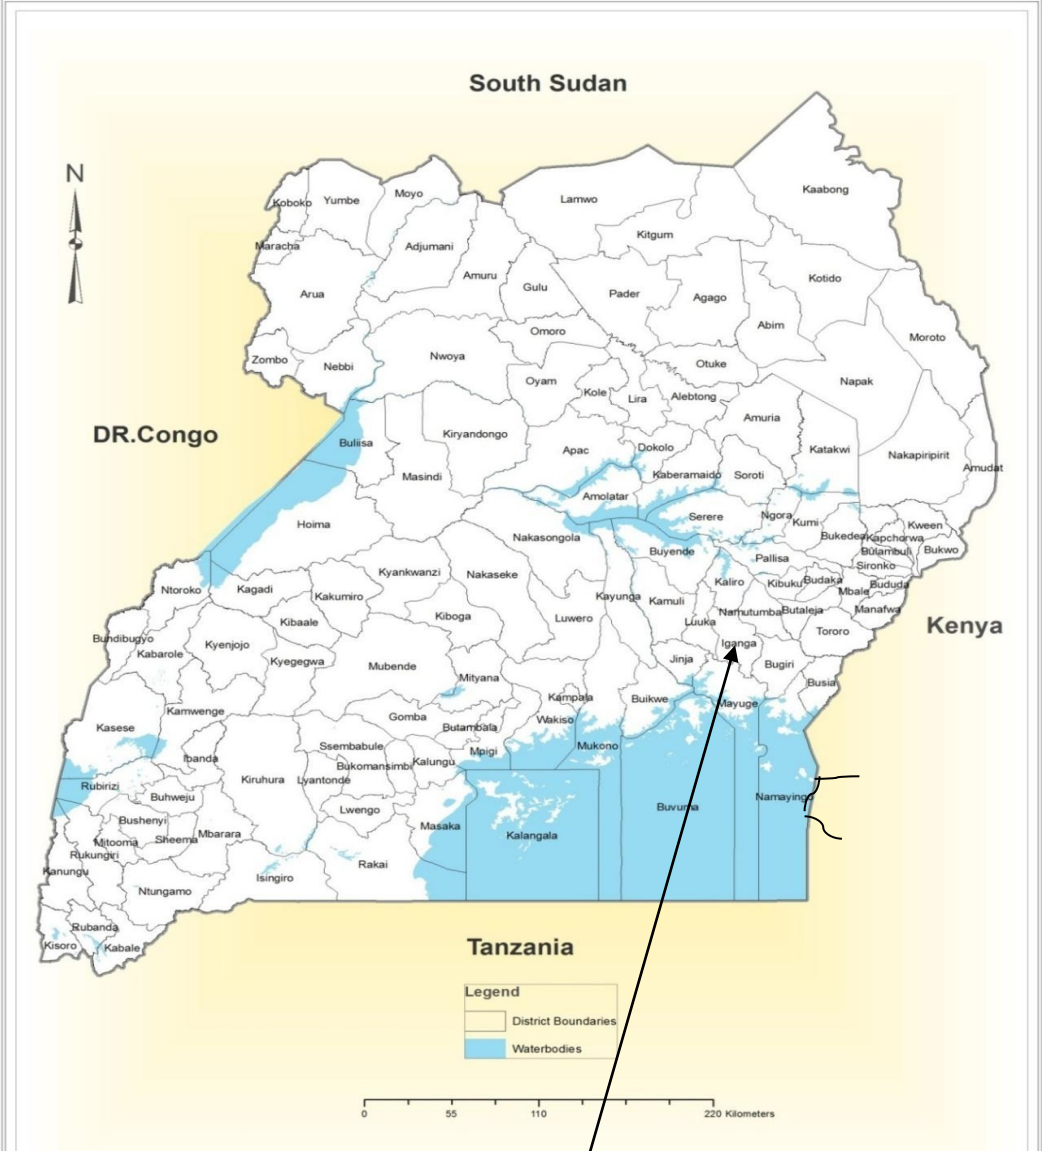 South Sudan
N
Kaabong
Koboko
Yumbe
Moyo
Lamwo
Maracha
Adjumani
Kitgum
Arua
Amuru
Gulu
Pader
Agago
Kotido
Abim
Moroto
Omoro
Zombo
Nebbi
Nwoya
Otuke
Napak
Oyam
Kole
Lira
Alebtong
DR.Congo
Buliisa
Kiryandongo
Amuria
Katakwi
Apac
Dokolo
Nakapiripirit
Amudat
Masindi
Kaberamaido
Soroti
Amolatar
Hoima
Serere
Ngora
Kumi
Kween
Nakasongola
Bukedea
Kapchorwa
Buyende
Bulambuli
Bukwo
Pallisa
Sironko
Ntoroko
Kagadi
Kyankwanzi
Nakaseke
Kaliro
Kibuku
Budaka
Bududa
Kakumiro
Kayunga
Kamuli
Mbale
Kibaale
Kiboga
Luwero
Luuka
Namutumba
Butaleja
Manafwa
Kenya
Bundibugyo
Kabarole
Kyenjojo
Kyegegwa
Mubende
Iganga
Tororo
Jinja
Bugiri
Mityana
Busia
Kasese
Kamwenge
Kampala
Buikwe
Mayuge
Gomba
Butambala
Wakiso
Ssembabule
Mpigi
Mukono
Ibanda
Bukomansimbi
Kalungu
Rubirizi
Kiruhura
Lyantonde
Buhweju
Buvuma
Namayingo
Lwengo
Bushenyi
Masaka
Kalangala
Mitooma
Sheema
Mbarara
Rukungiri
Kanungu
Rakai
Isingiro
Ntungamo
Rubanda
Kisoro
Kabale
Tanzania
Legend
District Boundaries
Waterbodies
0 55 110 220 Kilometers